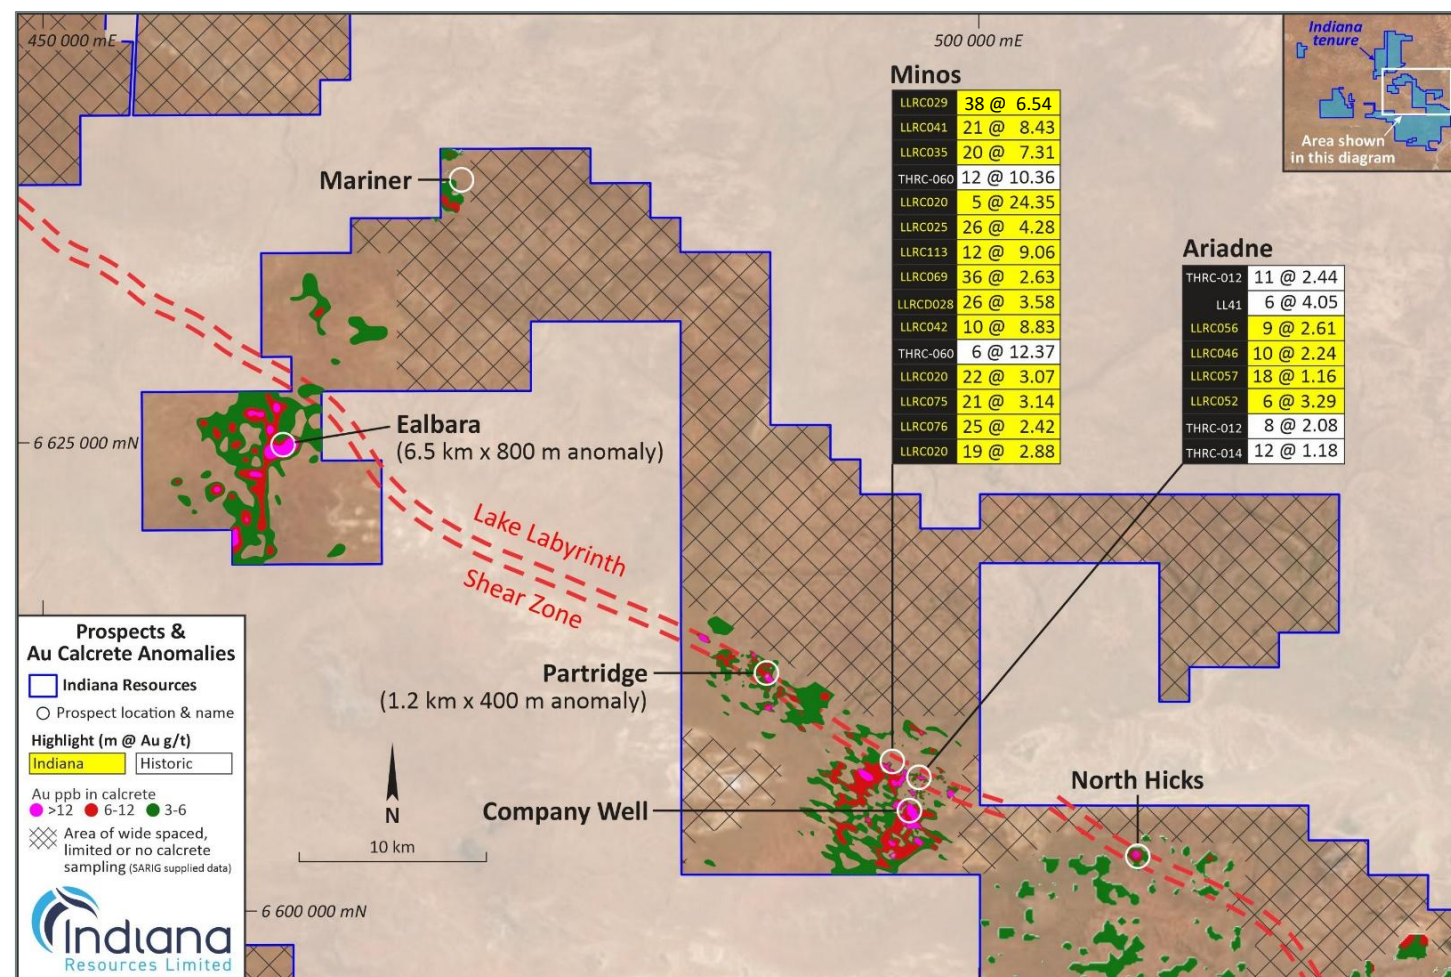 450 000 mE
500 000 mE
Indiana
tenure
Area shown
in this diagram
Minos
LLRC029 38 @ 6.54
LLRC041 21 @ 8.43
LLRC035 20 @ 7.31
THRC-060 12 @ 10.36
LLRC020 5 @ 24.35
LLRC025 26 @ 4.28
LLRC113 12 @ 9.06
LLRC069 36 @ 2.63
LLRCD028 26 @ 3.58
LLRC042 10 @ 8.83
THRC-060 6 @ 12.37
LLRC020 22 @ 3.07
LLRC075 21 @ 3.14
LLRC076 25 @ 2.42
LLRC020 19 @ 2.88
Ariadne
THRC-012 11 @ 2.44
LL41 6 @ 4.05
LLRC056 9 @ 2.61
LLRC046 10 @ 2.24
LLRC057 18 @ 1.16
LLRC052 6 @ 3.29
THRC-012 8 @ 2.08
THRC-014 12 @ 1.18
Mariner
Ealbara
(6.5 km x 800 m anomaly)
6 625 000 mN
Lake Labyrinth
Shear Zone
Partridge
(1.2 km x 400 m anomaly)
Company Well
North Hicks
N
10 km
6 600 000 mN
Prospects &
Au Calcrete Anomalies
Indiana Resources
Prospect location & name
Highlight (m @ Au g/t)
Indiana Historic
Au ppb in calcrete
>12 6-12 3-6
Area of wide spaced,
limited or no calcrete
sampling (SARIG supplied data)
Indiana
Resources Limited